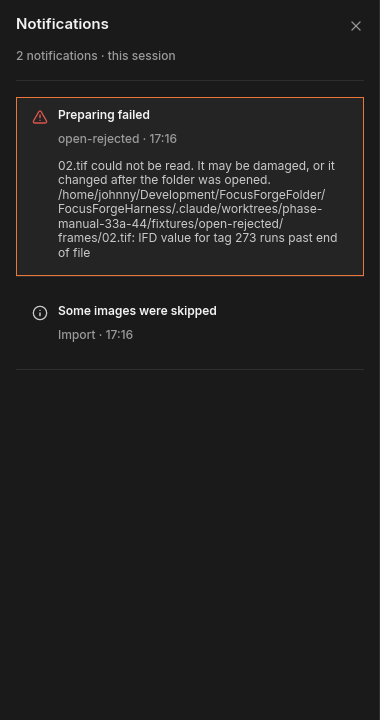 Notifications
2 notifications · this session
Preparing failed
open-rejected · 17:16
02.tif could not be read. It may be damaged, or it
changed after the folder was opened.
/home/johnny/Development/FocusForgeFolder/
FocusForgeHarness/.claude/worktrees/phase-
manual-33a-44/fixtures/open-rejected/
frames/02.tif: IFD value for tag 273 runs past end
of file
Some images were skipped
Import · 17:16